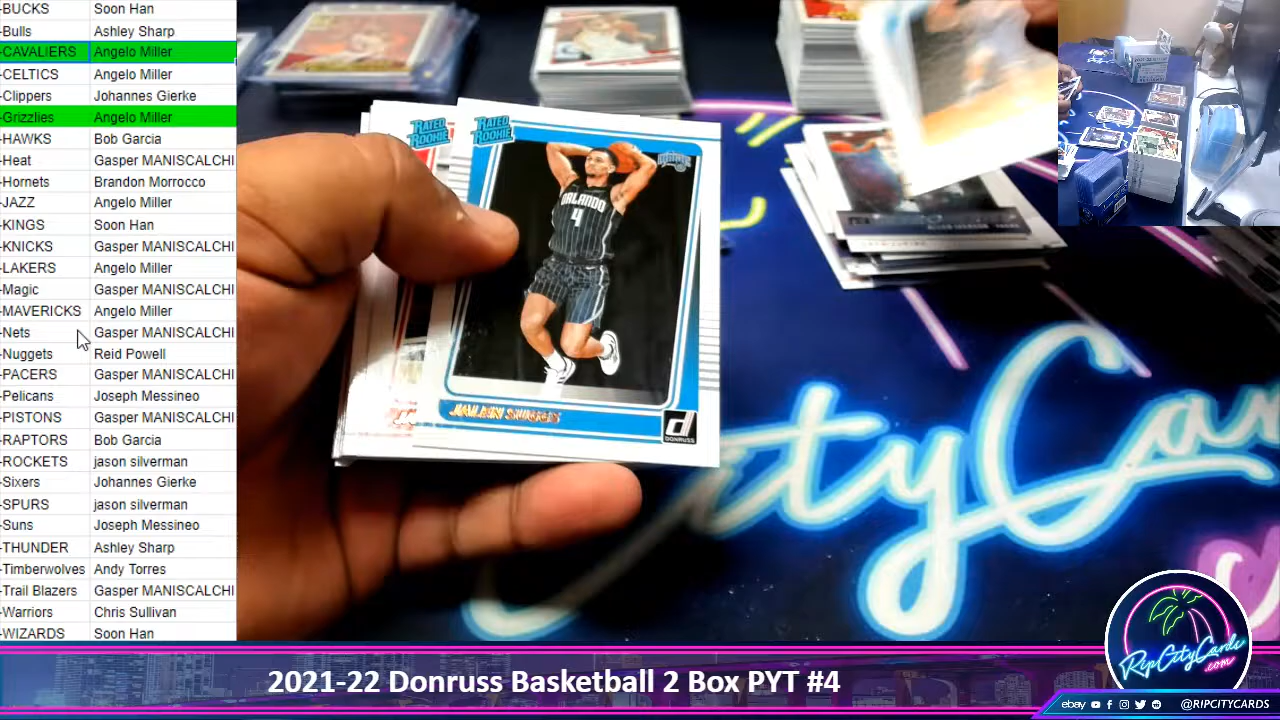 -BUCKS Soon Han
-Bulls Ashley Sharp
-CAVALIERS Angelo Miller
-CELTICS Angelo Miller
-Clippers Johannes Gierke
-Grizzlies Angelo Miller
-HAWKS Bob Garcia
-Heat Gasper MANISCALCHI
-Hornets Brandon Morrocco
-JAZZ Angelo Miller
-KINGS Soon Han
-KNICKS Gasper MANISCALCHI
-LAKERS Angelo Miller
-Magic Gasper MANISCALCHI
-MAVERICKS Angelo Miller
-Nets Gasper MANISCALCHI
-Nuggets Reid Powell
-PACERS Gasper MANISCALCHI
-Pelicans Joseph Messineo
-PISTONS Gasper MANISCALCHI
-RAPTORS Bob Garcia
-ROCKETS jason silverman
-Sixers Johannes Gierke
-SPURS jason silverman
-Suns Joseph Messineo
-THUNDER Ashley Sharp
-Timberwolves Andy Torres
-Trail Blazers Gasper MANISCALCHI
-Warriors Chris Sullivan
-WIZARDS Soon Han
RATED ROOKIE
RATED ROOKIE
ORLANDO
4
JALEN SUGGS
DONRUSS
RipCityCards
.com
2021-22 Donruss Basketball 2 Box PYT #4
ebay @RIPCITYCARDS